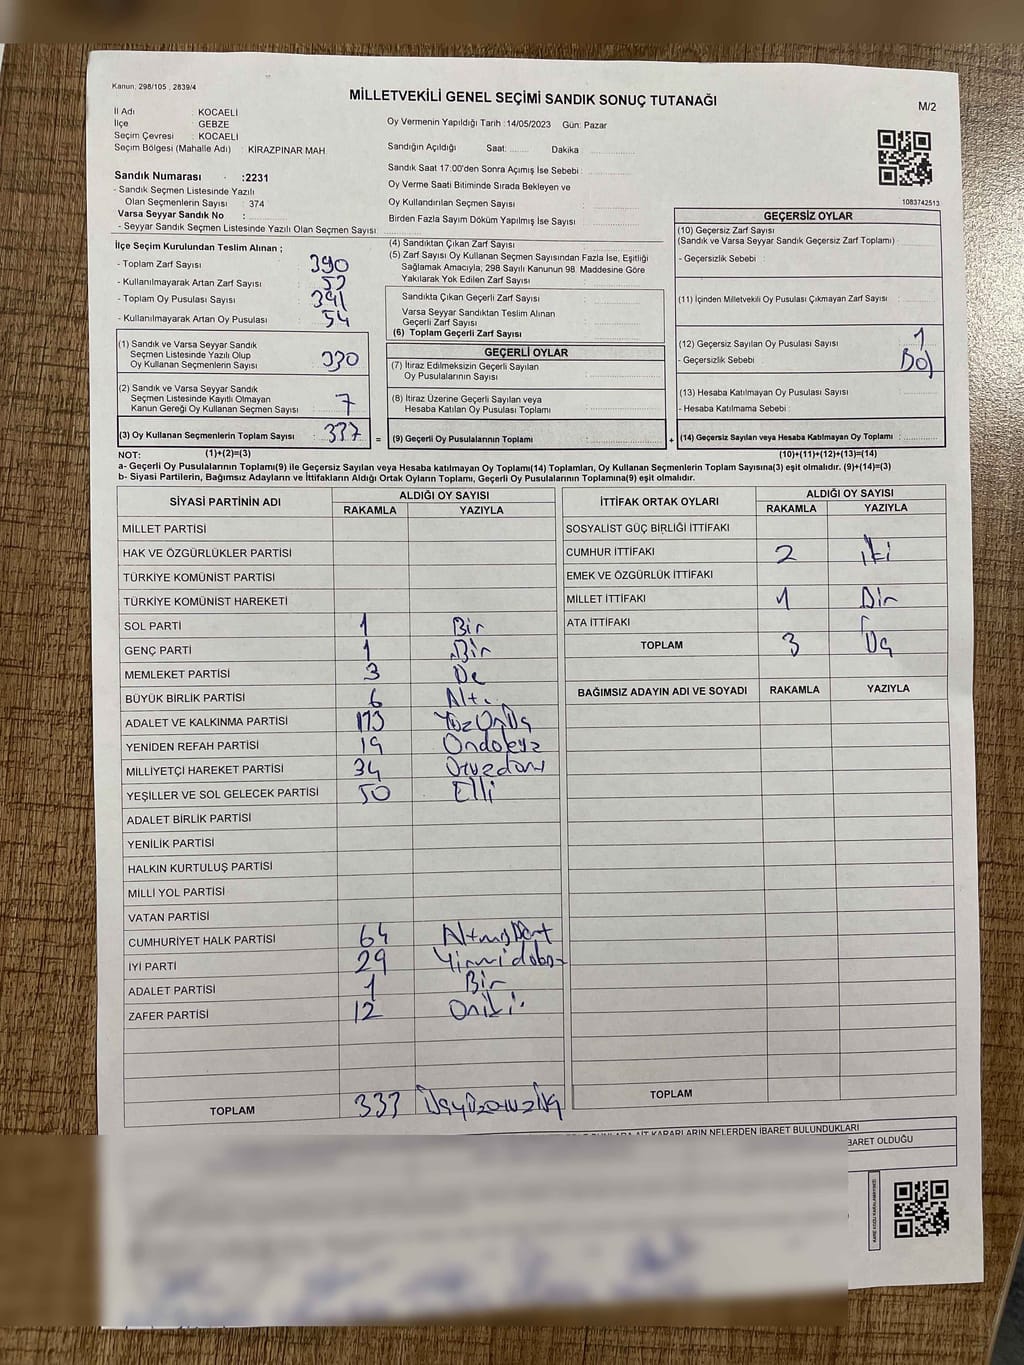 Kanun; 298/105 , 2839/4
MİLLETVEKİLİ GENEL SEÇİMİ SANDIK SONUÇ TUTANAĞI
M/2
İl Adı : KOCAELİ
İlçe : GEBZE
Seçim Çevresi : KOCAELİ
Seçim Bölgesi (Mahalle Adı) : KİRAZPINAR MAH
Sandık Numarası :2231
- Sandık Seçmen Listesinde Yazılı
Olan Seçmenlerin Sayısı : 374
Varsa Seyyar Sandık No :
- Seyyar Sandık Seçmen Listesinde Yazılı Olan Seçmen Sayısı:
Oy Vermenin Yapıldığı Tarih :14/05/2023 Gün: Pazar
Sandığın Açıldığı Saat: Dakika :
Sandık Saat 17:00'den Sonra Açımış İse Sebebi :
Oy Verme Saati Bitiminde Sırada Bekleyen ve
Oy Kullandırılan Seçmen Sayısı :
Birden Fazla Sayım Döküm Yapılmış İse Sayısı :
1083742513
İlçe Seçim Kurulundan Teslim Alınan ;
- Toplam Zarf Sayısı : 390
- Kullanılmayarak Artan Zarf Sayısı : 53
- Toplam Oy Pusulası Sayısı : 391
- Kullanılmayarak Artan Oy Pusulası : 54
(1) Sandık ve Varsa Seyyar Sandık
Seçmen Listesinde Yazılı Olup
Oy Kullanan Seçmenlerin Sayısı : 330
(2) Sandık ve Varsa Seyyar Sandık
Seçmen Listesinde Kayıtlı Olmayan
Kanun Gereği Oy Kullanan Seçmen Sayısı : 7
(3) Oy Kullanan Seçmenlerin Toplam Sayısı : 337
(4) Sandıktan Çıkan Zarf Sayısı :
(5) Zarf Sayısı Oy Kullanan Seçmen Sayısından Fazla İse, Eşitliği
Sağlamak Amacıyla; 298 Sayılı Kanunun 98. Maddesine Göre
Yakılarak Yok Edilen Zarf Sayısı :
Sandıkta Çıkan Geçerli Zarf Sayısı :
Varsa Seyyar Sandıktan Teslim Alınan
Geçerli Zarf Sayısı :
(6) Toplam Geçerli Zarf Sayısı :
GEÇERLİ OYLAR
(7) İtiraz Edilmeksizin Geçerli Sayılan
Oy Pusulalarının Sayısı :
(8) İtiraz Üzerine Geçerli Sayılan veya
Hesaba Katılan Oy Pusulası Toplamı :
= (9) Geçerli Oy Pusulalarının Toplamı :
GEÇERSİZ OYLAR
(10) Geçersiz Zarf Sayısı
(Sandık ve Varsa Seyyar Sandık Geçersiz Zarf Toplamı) :
- Geçersizlik Sebebi :
(11) İçinden Milletvekili Oy Pusulası Çıkmayan Zarf Sayısı :
(12) Geçersiz Sayılan Oy Pusulası Sayısı : 1
- Geçersizlik Sebebi : Boş
(13) Hesaba Katılmayan Oy Pusulası Sayısı :
- Hesaba Katılmama Sebebi :
+ (14) Geçersiz Sayılan veya Hesaba Katılmayan Oy Pusulası Toplamı :
NOT: (1)+(2)=(3) (10)+(11)+(12)+(13)=(14)
a- Geçerli Oy Pusulalarının Toplamı(9) ile Geçersiz Sayılan veya Hesaba katılmayan Oy Toplamı(14) Toplamları, Oy Kullanan Seçmenlerin Toplam Sayısına(3) eşit olmalıdır. (9)+(14)=(3)
b- Siyasi Partilerin, Bağımsız Adayların ve İttifakların Aldığı Ortak Oyların Toplamı, Geçerli Oy Pusulalarının Toplamına(9) eşit olmalıdır.
SİYASİ PARTİNİN ADI ALDIĞI OY SAYISI
RAKAMLA YAZIYLA
MİLLET PARTİSİ
HAK VE ÖZGÜRLÜKLER PARTİSİ
TÜRKİYE KOMÜNİST PARTİSİ
TÜRKİYE KOMÜNİST HAREKETİ
SOL PARTİ 1 Bir
GENÇ PARTİ 1 Bir
MEMLEKET PARTİSİ 3
BÜYÜK BİRLİK PARTİSİ 6 Altı
ADALET VE KALKINMA PARTİSİ 113 YüzOnÜç
YENİDEN REFAH PARTİSİ 19 Ondokuz
MİLLİYETÇİ HAREKET PARTİSİ 34
YEŞİLLER VE SOL GELECEK PARTİSİ 50 Elli
ADALET BİRLİK PARTİSİ
YENİLİK PARTİSİ
HALKIN KURTULUŞ PARTİSİ
MİLLİ YOL PARTİSİ
VATAN PARTİSİ
CUMHURİYET HALK PARTİSİ 64 AltmışDört
İYİ PARTİ 29 Yirmidokuz
ADALET PARTİSİ 1 Bir
ZAFER PARTİSİ 12 Oniki
TOPLAM 333 Üçyüzotuzüç
İTTİFAK ORTAK OYLARI ALDIĞI OY SAYISI
RAKAMLA YAZIYLA
SOSYALİST GÜÇ BİRLİĞİ İTTİFAKI
CUMHUR İTTİFAKI 2 iki
EMEK VE ÖZGÜRLÜK İTTİFAKI
MİLLET İTTİFAKI 1 Bir
ATA İTTİFAKI
TOPLAM 3 Üç
BAĞIMSIZ ADAYIN ADI VE SOYADI RAKAMLA YAZIYLA
TOPLAM
KARARLARIN NELERDEN İBARET BULUNDUKLARI
İBARET OLDUĞU